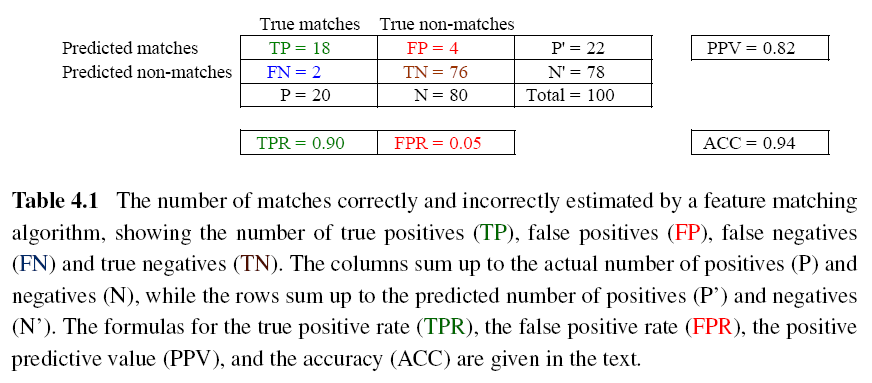 True matches True non-matches
Predicted matches TP = 18 FP = 4 P' = 22 PPV = 0.82
Predicted non-matches FN = 2 TN = 76 N' = 78
P = 20 N = 80 Total = 100
TPR = 0.90 FPR = 0.05 ACC = 0.94
Table 4.1 The number of matches correctly and incorrectly estimated by a feature matching
algorithm, showing the number of true positives (TP), false positives (FP), false negatives
(FN) and true negatives (TN). The columns sum up to the actual number of positives (P) and
negatives (N), while the rows sum up to the predicted number of positives (P’) and negatives
(N’). The formulas for the true positive rate (TPR), the false positive rate (FPR), the positive
predictive value (PPV), and the accuracy (ACC) are given in the text.